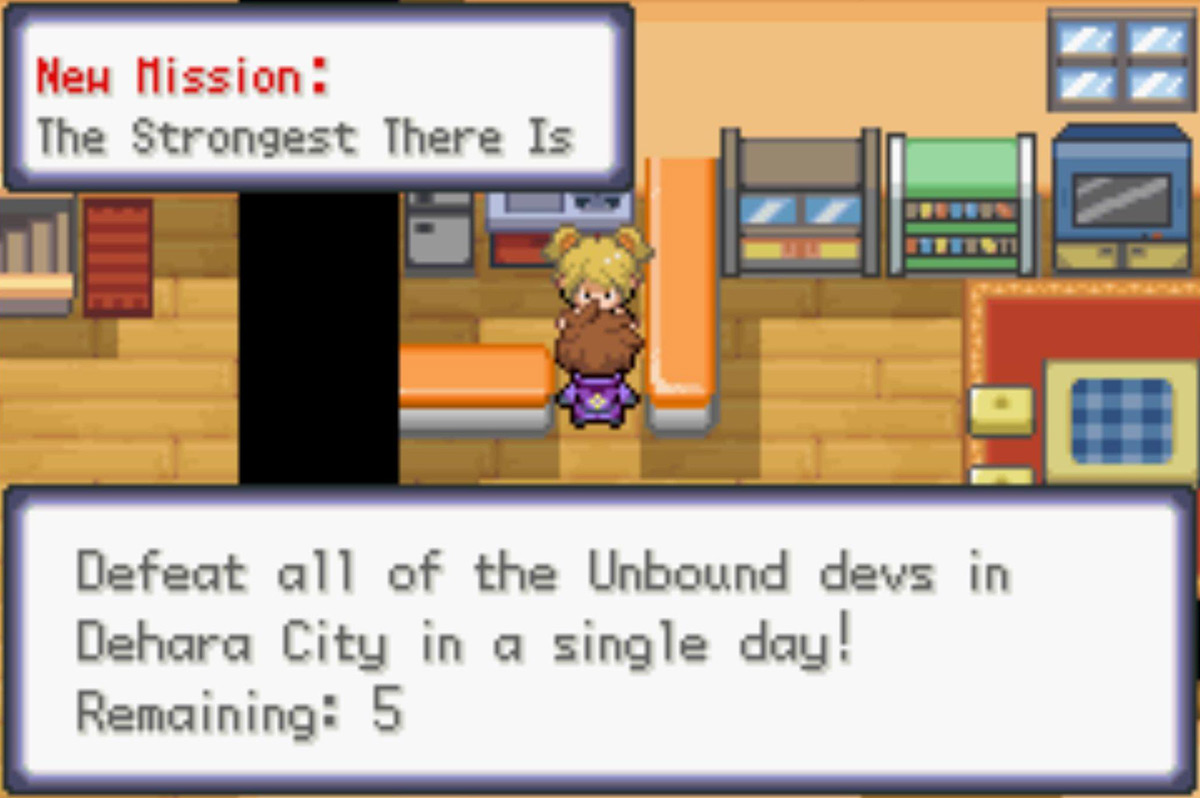 New Mission:
The Strongest There Is
Defeat all of the Unbound devs in
Dehara City in a single day!
Remaining: 5